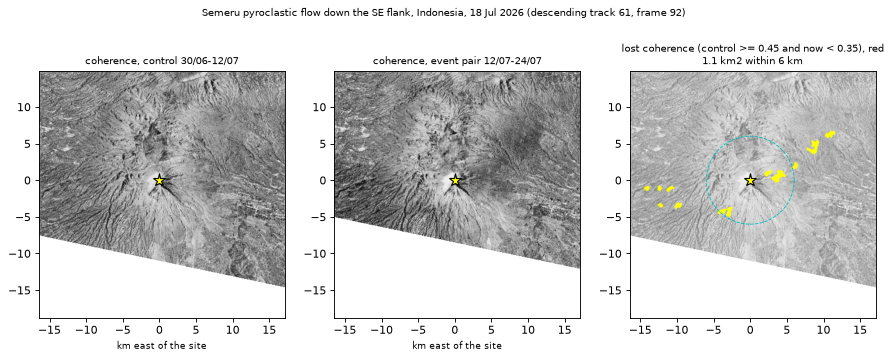 Semeru pyroclastic flow down the SE flank, Indonesia, 18 Jul 2026 (descending track 61, frame 92)
coherence, control 30/06-12/07
coherence, event pair 12/07-24/07
lost coherence (control >= 0.45 and now < 0.35), red
1.1 km2 within 6 km
10
5
0
−5
−10
−15
−15 −10 −5 0 5 10 15
km east of the site
10
5
0
−5
−10
−15
−15 −10 −5 0 5 10 15
km east of the site
10
5
0
−5
−10
−15
−15 −10 −5 0 5 10 15